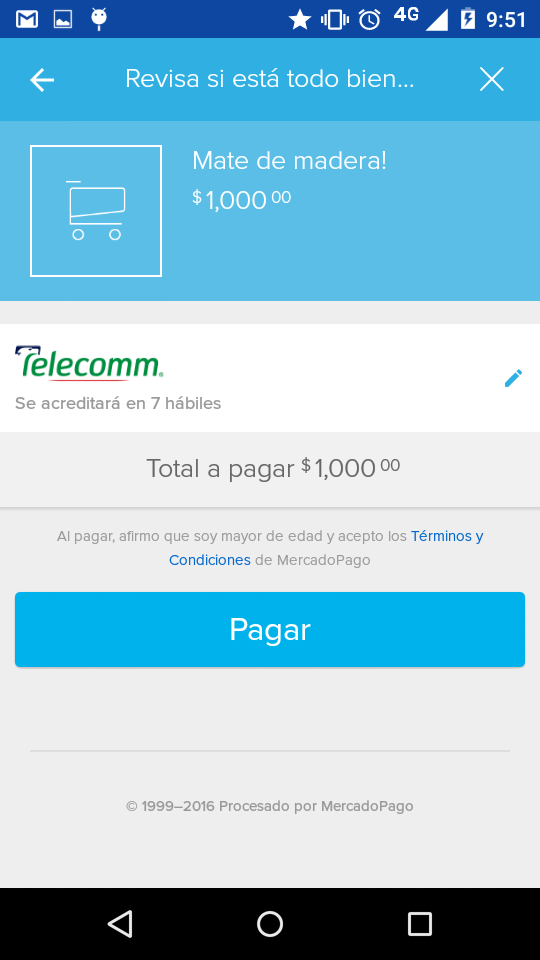 4G 9:51
Revisa si está todo bien...
Mate de madera!
$ 1,000 00
Telecomm.
Se acreditará en 7 hábiles
Total a pagar $ 1,000 00
Al pagar, afirmo que soy mayor de edad y acepto los Términos y
Condiciones de MercadoPago
Pagar
© 1999–2016 Procesado por MercadoPago